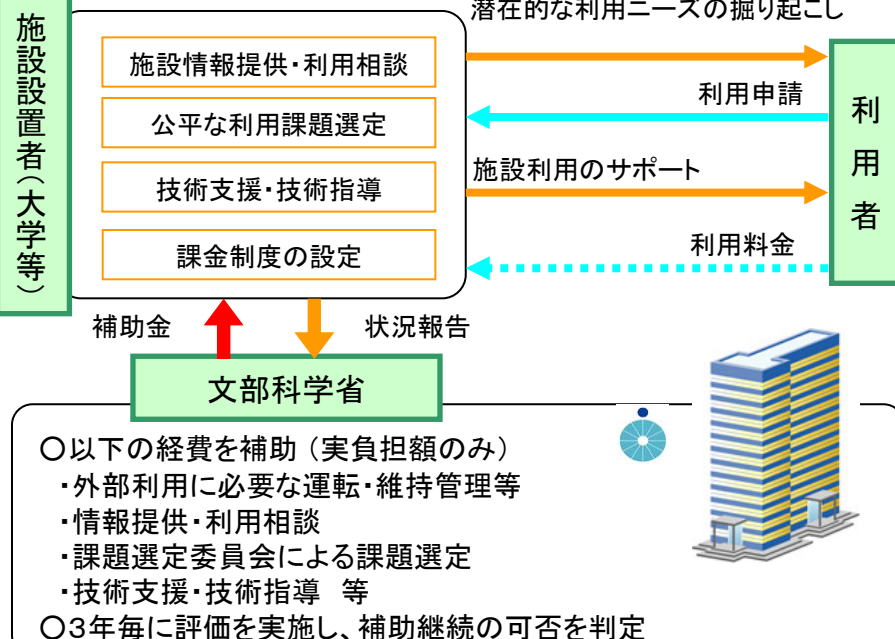 潜在的な利用ニーズの掘り起こし
施設設置者(大学等)
施設情報提供・利用相談
公平な利用課題選定
技術支援・技術指導
課金制度の設定
利用申請
施設利用のサポート
利用料金
利用者
補助金
状況報告
文部科学省
○以下の経費を補助(実負担額のみ)
・外部利用に必要な運転・維持管理等
・情報提供・利用相談
・課題選定委員会による課題選定
・技術支援・技術指導　等
○3年毎に評価を実施し、補助継続の可否を判定